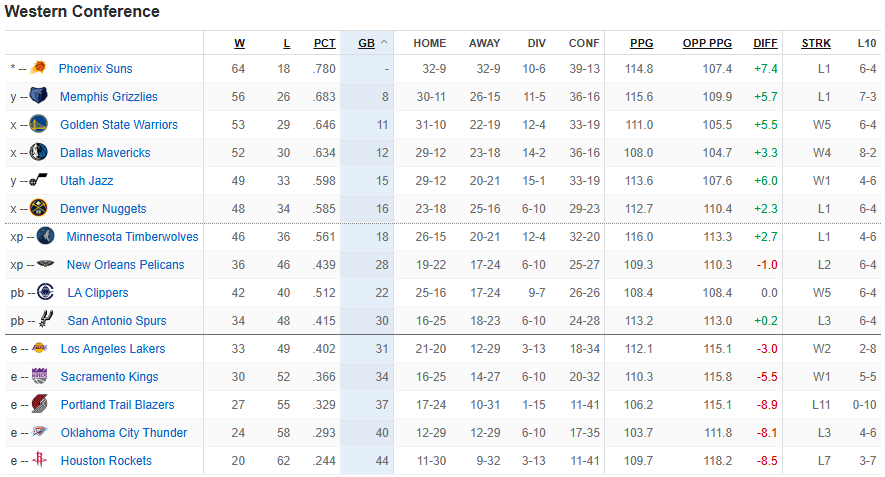 Western Conference
W L PCT GB HOME AWAY DIV CONF PPG OPP PPG DIFF STRK L10
* -- Phoenix Suns 64 18 .780 - 32-9 32-9 10-6 39-13 114.8 107.4 +7.4 L1 6-4
y -- Memphis Grizzlies 56 26 .683 8 30-11 26-15 11-5 36-16 115.6 109.9 +5.7 L1 7-3
x -- Golden State Warriors 53 29 .646 11 31-10 22-19 12-4 33-19 111.0 105.5 +5.5 W5 6-4
x -- Dallas Mavericks 52 30 .634 12 29-12 23-18 14-2 36-16 108.0 104.7 +3.3 W4 8-2
y -- Utah Jazz 49 33 .598 15 29-12 20-21 15-1 33-19 113.6 107.6 +6.0 W1 4-6
x -- Denver Nuggets 48 34 .585 16 23-18 25-16 6-10 29-23 112.7 110.4 +2.3 L1 6-4
xp -- Minnesota Timberwolves 46 36 .561 18 26-15 20-21 12-4 32-20 116.0 113.3 +2.7 L1 4-6
xp -- New Orleans Pelicans 36 46 .439 28 19-22 17-24 6-10 25-27 109.3 110.3 -1.0 L2 6-4
pb -- LA Clippers 42 40 .512 22 25-16 17-24 9-7 26-26 108.4 108.4 0.0 W5 6-4
pb -- San Antonio Spurs 34 48 .415 30 16-25 18-23 6-10 24-28 113.2 113.0 +0.2 L3 6-4
e -- Los Angeles Lakers 33 49 .402 31 21-20 12-29 3-13 18-34 112.1 115.1 -3.0 W2 2-8
e -- Sacramento Kings 30 52 .366 34 16-25 14-27 6-10 20-32 110.3 115.8 -5.5 W1 5-5
e -- Portland Trail Blazers 27 55 .329 37 17-24 10-31 1-15 11-41 106.2 115.1 -8.9 L11 0-10
e -- Oklahoma City Thunder 24 58 .293 40 12-29 12-29 6-10 17-35 103.7 111.8 -8.1 L3 4-6
e -- Houston Rockets 20 62 .244 44 11-30 9-32 3-13 11-41 109.7 118.2 -8.5 L7 3-7